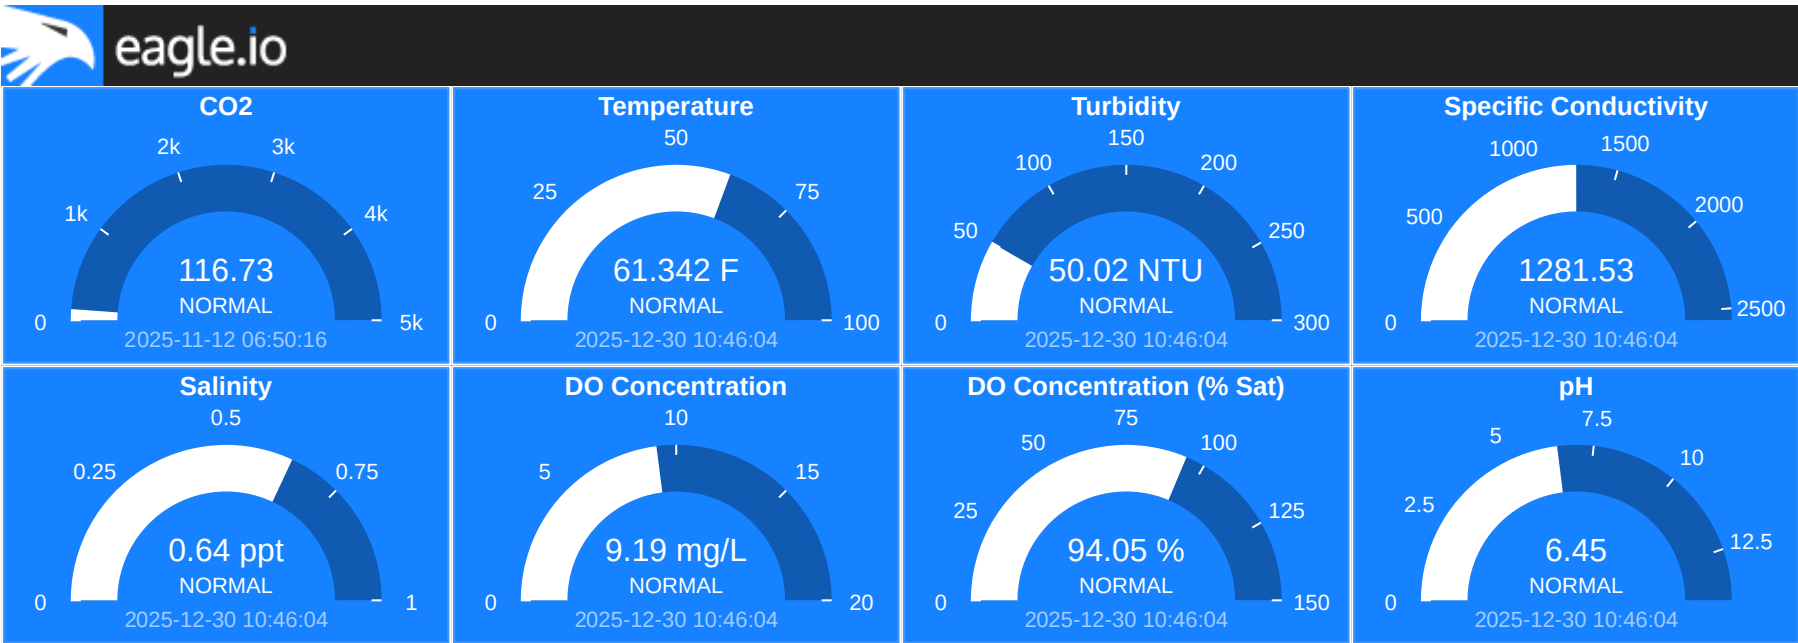 eagle.io
CO2
0
1k
2k
3k
4k
5k
116.73
NORMAL
2025-11-12 06:50:16
Temperature
0
25
50
75
100
61.342 F
NORMAL
2025-12-30 10:46:04
Turbidity
0
50
100
150
200
250
300
50.02 NTU
NORMAL
2025-12-30 10:46:04
Specific Conductivity
0
500
1000
1500
2000
2500
1281.53
NORMAL
2025-12-30 10:46:04
Salinity
0
0.25
0.5
0.75
1
0.64 ppt
NORMAL
2025-12-30 10:46:04
DO Concentration
0
5
10
15
20
9.19 mg/L
NORMAL
2025-12-30 10:46:04
DO Concentration (% Sat)
0
25
50
75
100
125
150
94.05 %
NORMAL
2025-12-30 10:46:04
pH
0
2.5
5
7.5
10
12.5
6.45
NORMAL
2025-12-30 10:46:04